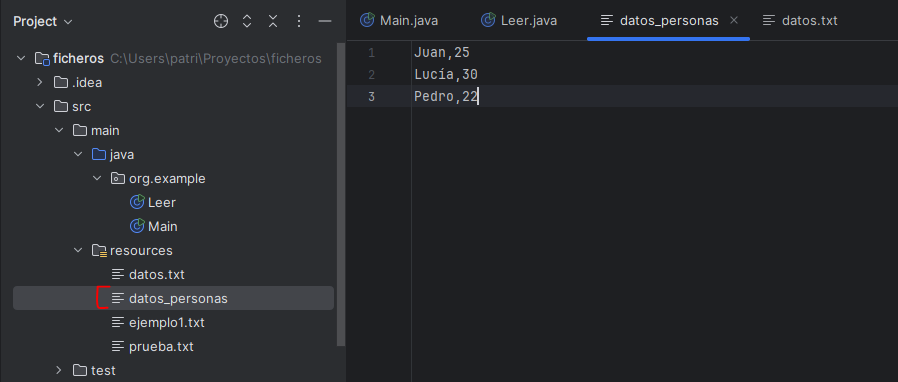 Project
ficheros C:\Users\patri\Proyectos\ficheros
.idea
src
main
java
org.example
Leer
Main
resources
datos.txt
datos_personas
ejemplo1.txt
prueba.txt
test
Main.java Leer.java datos_personas datos.txt
1 Juan,25
2 Lucía,30
3 Pedro,22